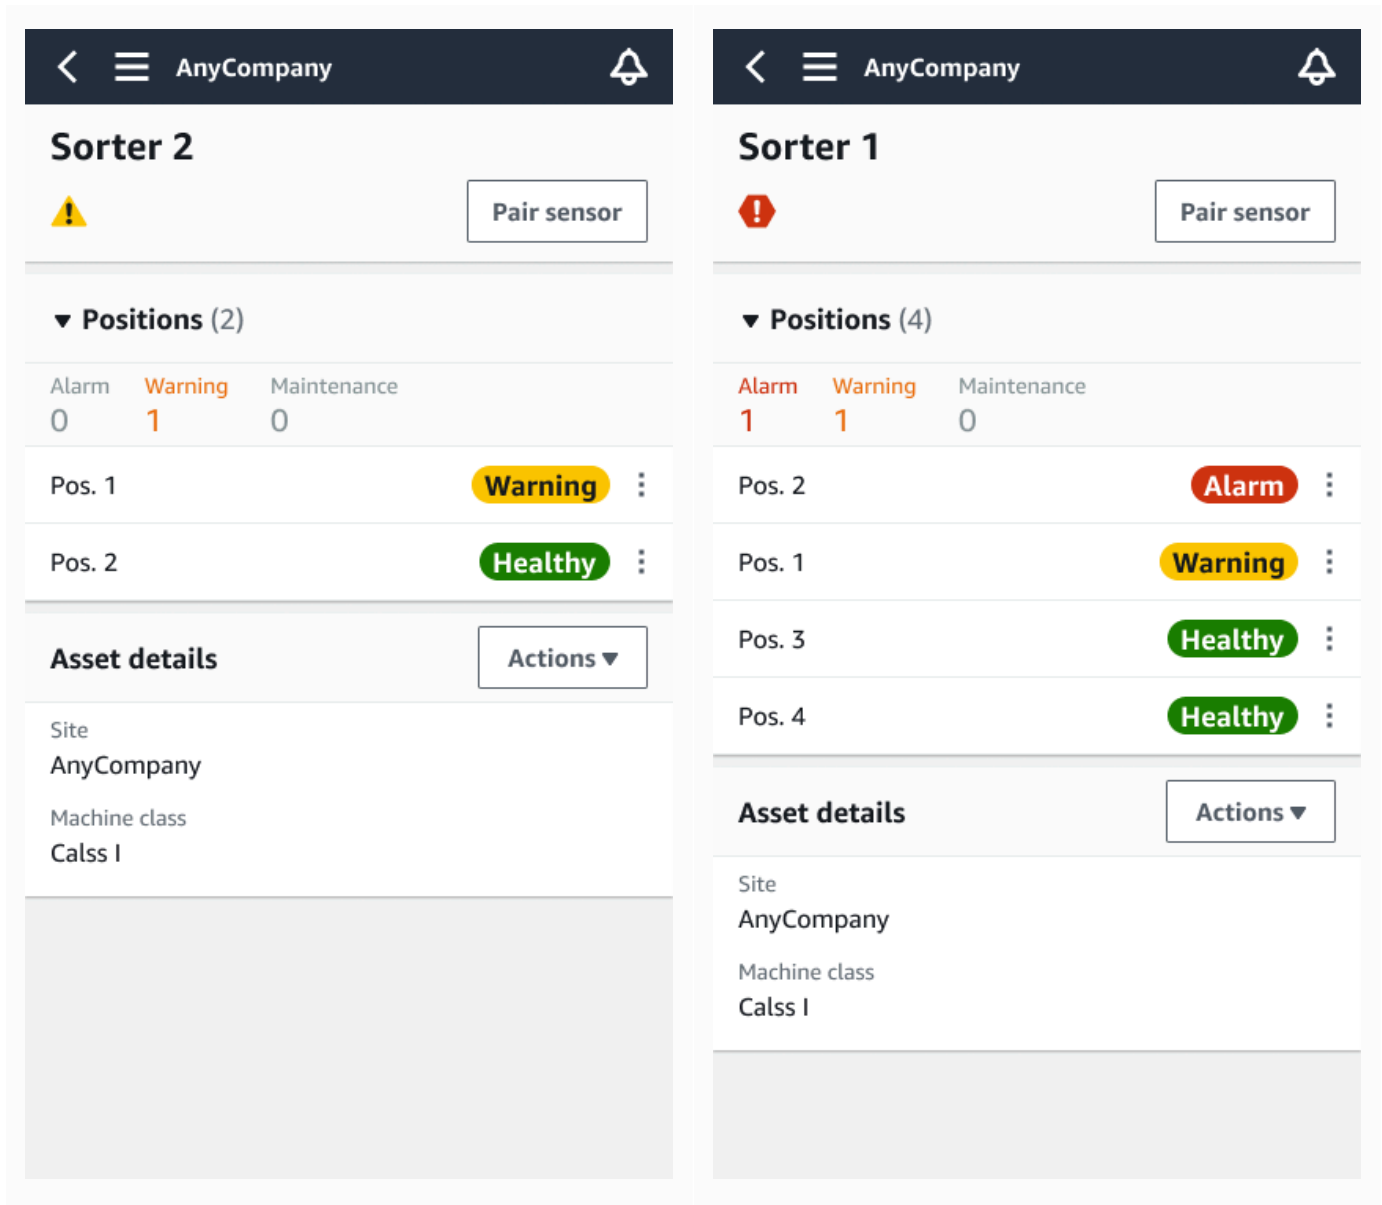 AnyCompany
Sorter 2
Pair sensor
Positions (2)
Alarm Warning Maintenance
0 1 0
Pos. 1 Warning
Pos. 2 Healthy
Asset details Actions
Site
AnyCompany
Machine class
Calss I
AnyCompany
Sorter 1
Pair sensor
Positions (4)
Alarm Warning Maintenance
1 1 0
Pos. 2 Alarm
Pos. 1 Warning
Pos. 3 Healthy
Pos. 4 Healthy
Asset details Actions
Site
AnyCompany
Machine class
Calss I